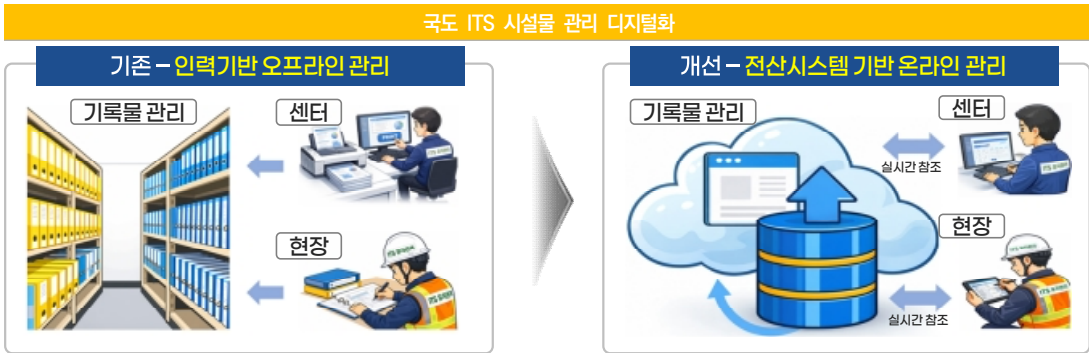 국도 ITS 시설물 관리 디지털화
기존 – 인력기반 오프라인 관리
기록물 관리
센터
현장
개선 – 전산시스템 기반 온라인 관리
기록물 관리
센터
실시간 참조
현장
실시간 참조